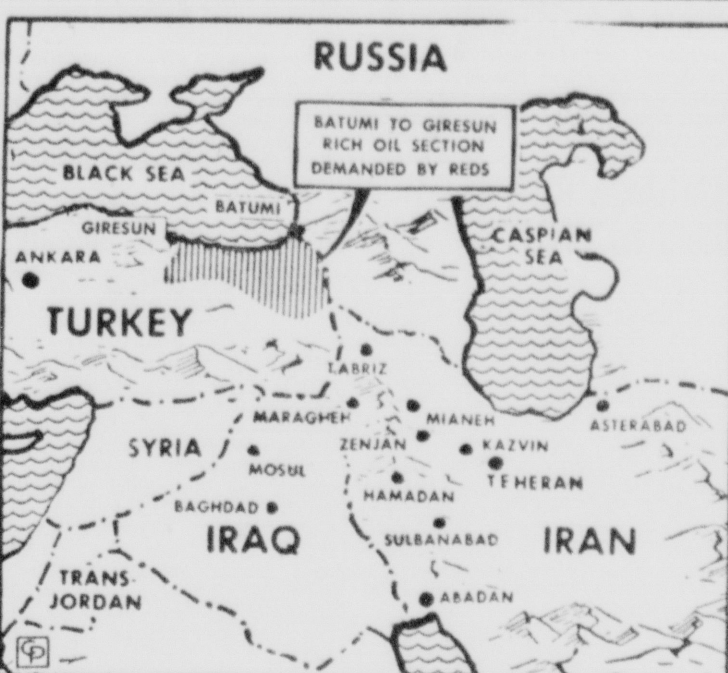 RUSSIA
BATUMI TO GIRESUN
RICH OIL SECTION
DEMANDED BY REDS
BLACK SEA
BATUMI
GIRESUN
CASPIAN
SEA
ANKARA
TURKEY
TABRIZ
MARAGHEH
MIANEH
ASTERABAD
SYRIA
ZENJAN
KAZVIN
MOSUL
TEHERAN
HAMADAN
BAGHDAD
IRAQ
SULBANABAD
IRAN
TRANS-
JORDAN
ABADAN
CP